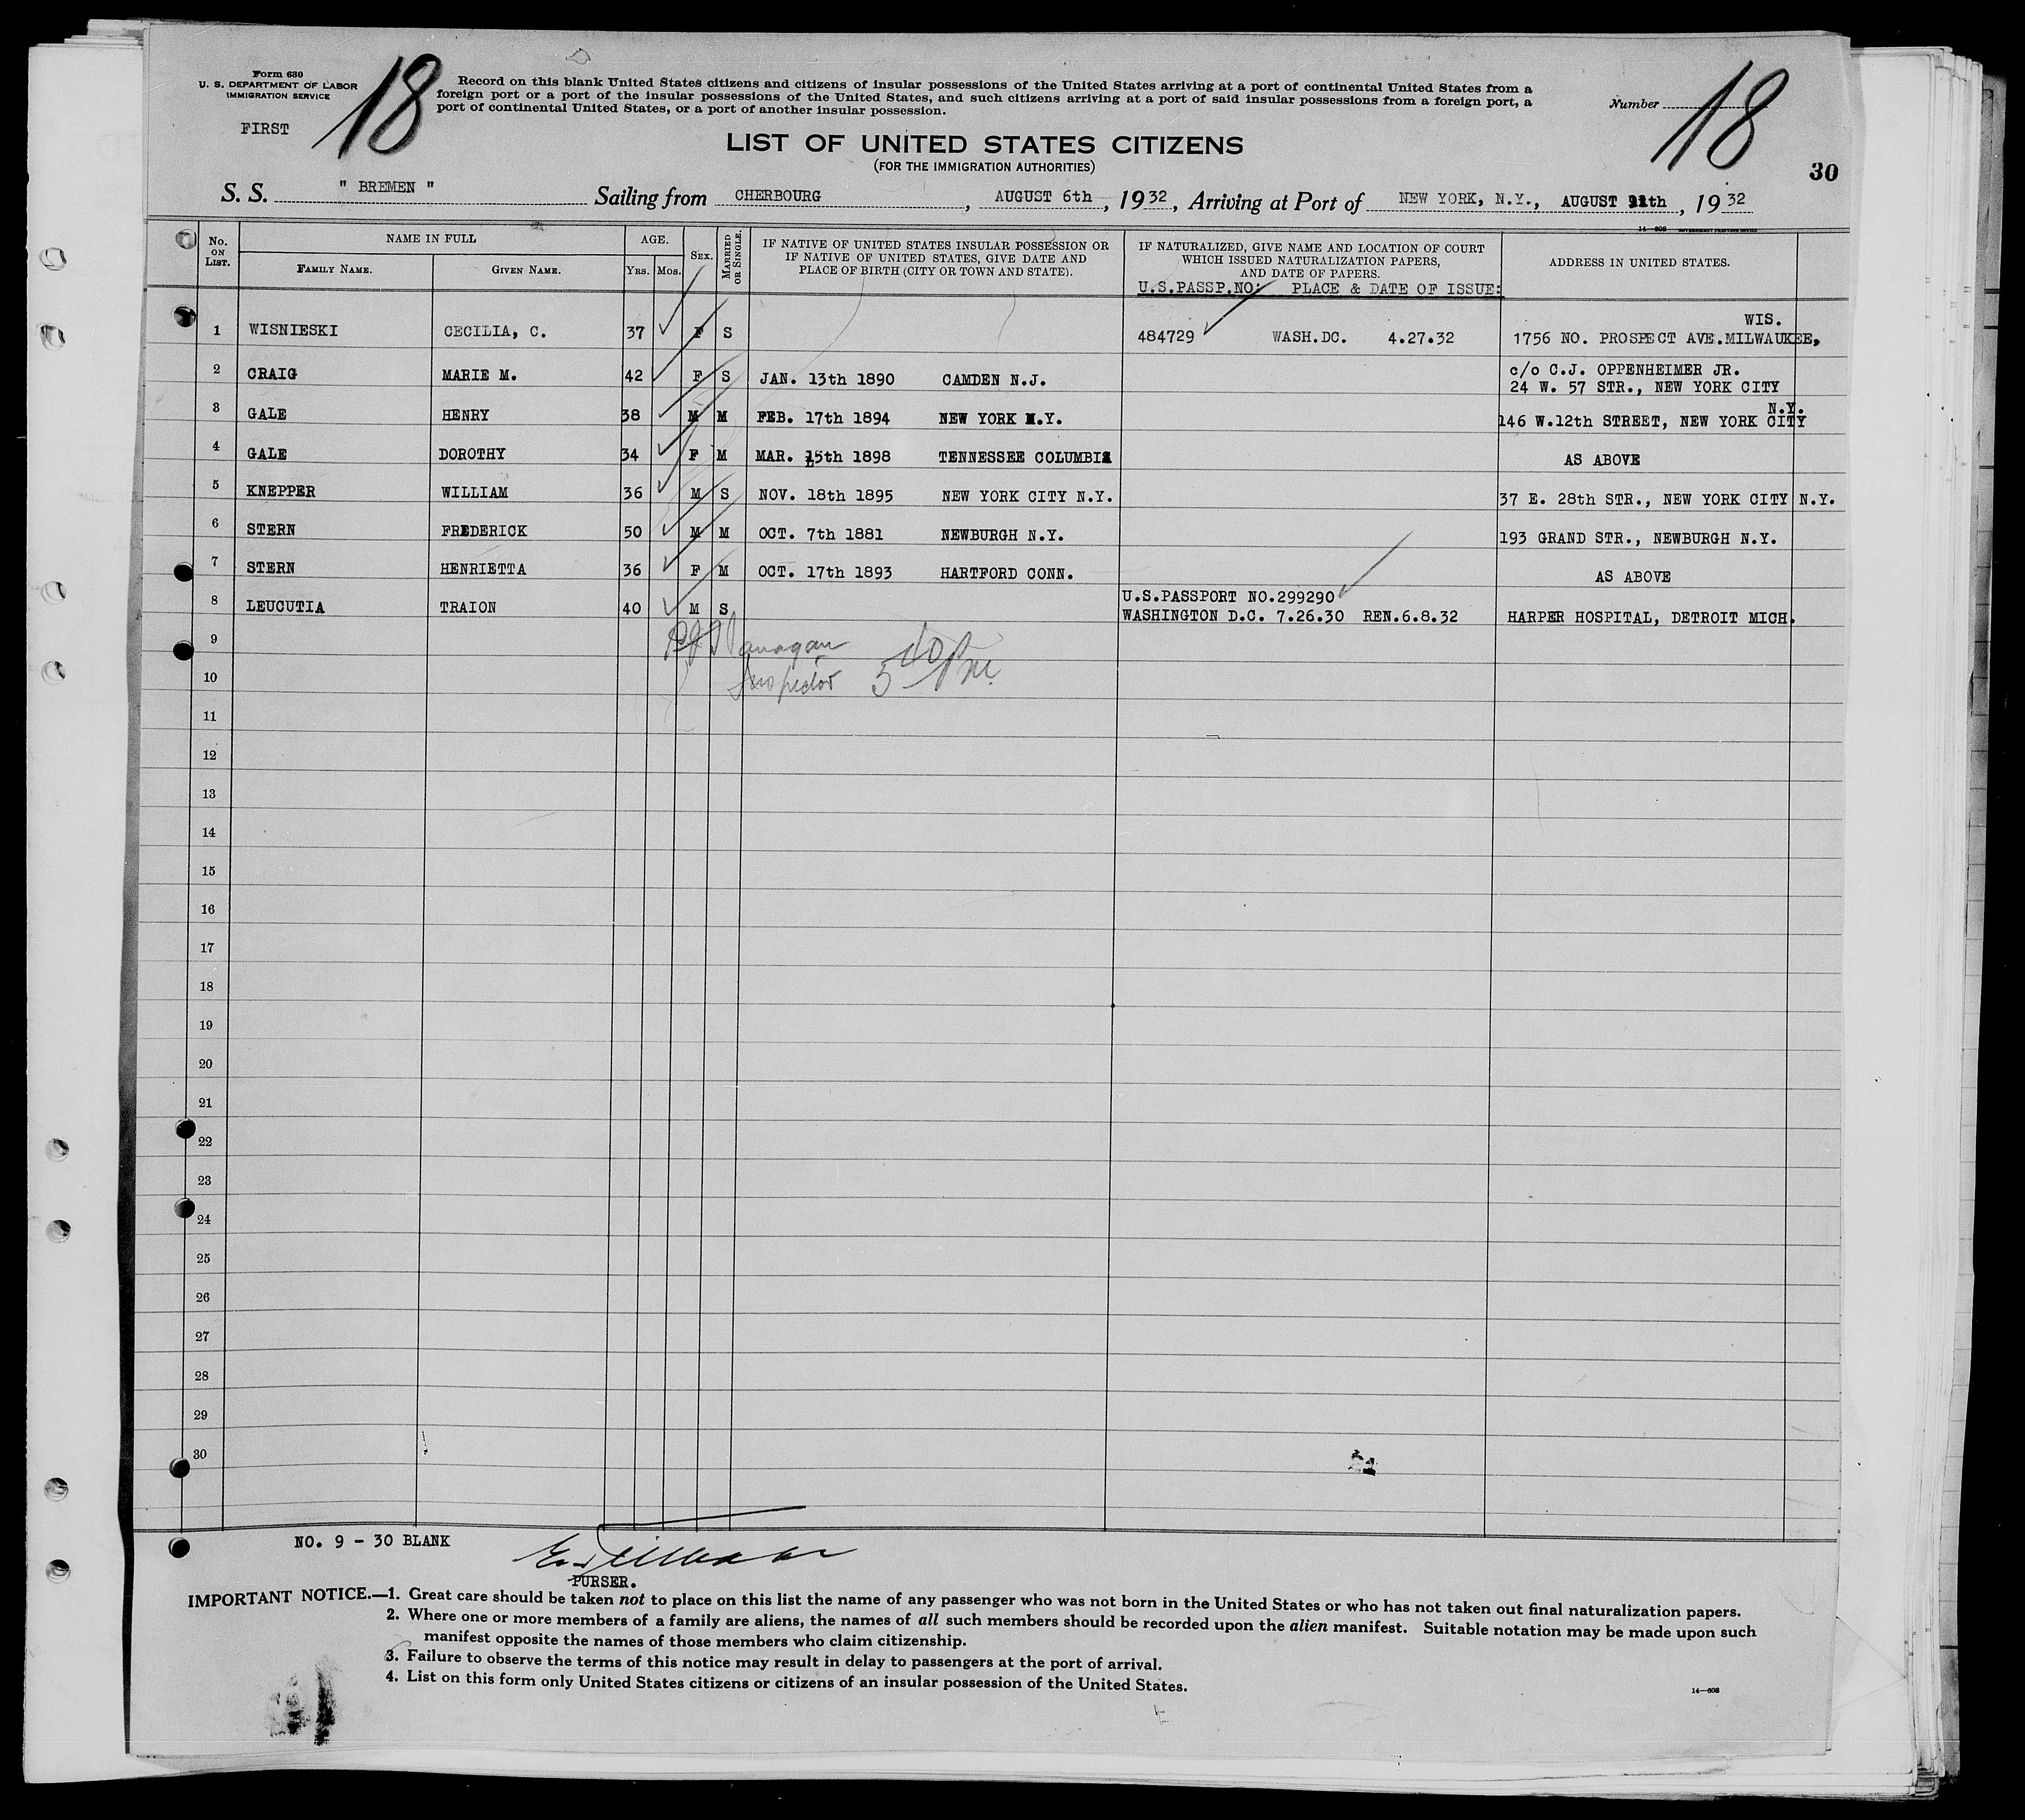 Form 630
U. S. DEPARTMENT OF LABOR
IMMIGRATION SERVICE
FIRST
18
Record on this blank United States citizens and citizens of insular possessions of the United States arriving at a port of continental United States from a
foreign port or a port of the insular possessions of the United States, and such citizens arriving at a port of said insular possessions from a foreign port, a
port of continental United States, or a port of another insular possession.
Number
18
LIST OF UNITED STATES CITIZENS
(FOR THE IMMIGRATION AUTHORITIES)
30
S. S. " BREMEN " Sailing from CHERBOURG , AUGUST 6th , 1932 , Arriving at Port of NEW YORK, N.Y., AUGUST 11th , 1932
14—608 GOVERNMENT PRINTING OFFICE
No. ON LIST. NAME IN FULL FAMILY NAME. GIVEN NAME. AGE. YRS. MOS. SEX. MARRIED OR SINGLE. IF NATIVE OF UNITED STATES INSULAR POSSESSION OR IF NATIVE OF UNITED STATES, GIVE DATE AND PLACE OF BIRTH (CITY OR TOWN AND STATE). IF NATURALIZED, GIVE NAME AND LOCATION OF COURT WHICH ISSUED NATURALIZATION PAPERS, AND DATE OF PAPERS. ADDRESS IN UNITED STATES.
U.S.PASSP.NO: PLACE & DATE OF ISSUE:
WIS.
1 WISNIESKI CECILIA, C. 37 F S 484729 WASH.DC. 4.27.32 1756 NO. PROSPECT AVE.MILWAUKEE,
2 CRAIG MARIE M. 42 F S JAN. 13th 1890 CAMDEN N.J. c/o C.J. OPPENHEIMER JR.
24 W. 57 STR., NEW YORK CITY
N.Y.
3 GALE HENRY 38 M M FEB. 17th 1894 NEW YORK N.Y. 146 W.12th STREET, NEW YORK CITY
4 GALE DOROTHY 34 F M MAR. 15th 1898 TENNESSEE COLUMBIA AS ABOVE
5 KNEPPER WILLIAM 36 M S NOV. 18th 1895 NEW YORK CITY N.Y. 37 E. 28th STR., NEW YORK CITY N.Y.
6 STERN FREDERICK 50 M M OCT. 7th 1881 NEWBURGH N.Y. 193 GRAND STR., NEWBURGH N.Y.
7 STERN HENRIETTA 36 F M OCT. 17th 1893 HARTFORD CONN. AS ABOVE
U.S.PASSPORT NO.299290
8 LEUCUTIA TRAION 40 M S WASHINGTON D.C. 7.26.30 REN.6.8.32 HARPER HOSPITAL, DETROIT MICH.
9
Inspector
10
11
12
13
14
15
16
17
18
19
20
21
22
23
24
25
26
27
28
29
30
NO. 9 - 30 BLANK
PURSER.
IMPORTANT NOTICE.—1. Great care should be taken not to place on this list the name of any passenger who was not born in the United States or who has not taken out final naturalization papers.
2. Where one or more members of a family are aliens, the names of all such members should be recorded upon the alien manifest. Suitable notation may be made upon such
manifest opposite the names of those members who claim citizenship.
3. Failure to observe the terms of this notice may result in delay to passengers at the port of arrival.
4. List on this form only United States citizens or citizens of an insular possession of the United States.
14—608